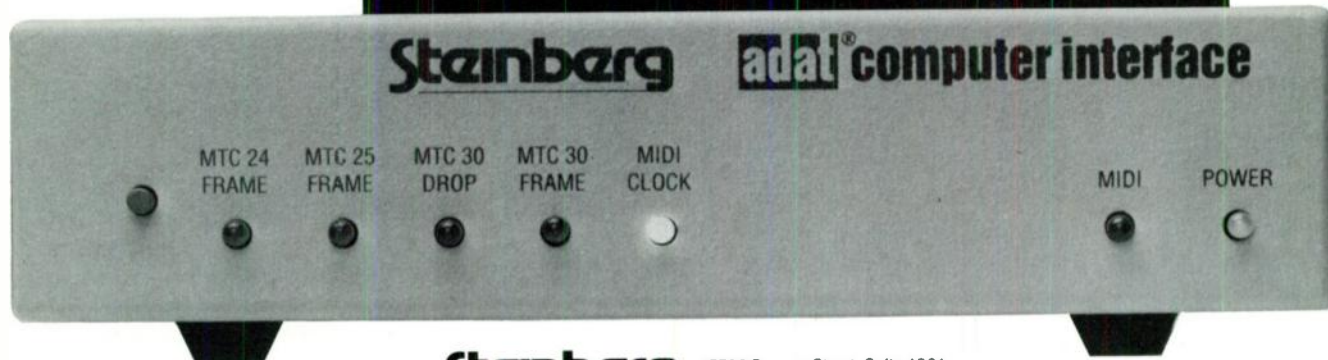 Steinberg adat® computer interface
MTC 24 MTC 25 MTC 30 MTC 30 MIDI
FRAME FRAME DROP FRAME CLOCK MIDI POWER
Steinberg